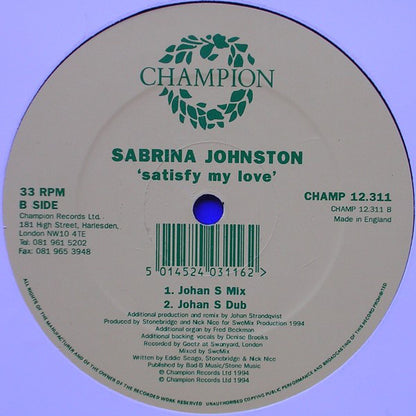 CHAMPION
SABRINA JOHNSTON
'satisfy my love'
33 RPM
B SIDE
Champion Records Ltd.
181 High Street, Harlesden,
London NW10 4TE
Tel. 081 961 5202
Fax: 081 965 3948
CHAMP 12.311
CHAMP 12.311 B
Made in England
5 014524 031162 >
1. Johan S Mix
2. Johan S Dub
Additional production and remix by Johan Strandqvist
Produced by Stonebridge and Nick Nice for SweMix Production 1994
Additional organ by Fred Beekman
Additional backing vocals by Denise Brooks
Recorded by Goetz at Swanyard, London
Mixed by SweMix
Written by Eddie Seago, Stonebridge & Nick Nice
Published by Bad-B Music/Stone Music
℗ Champion Records Ltd 1994
© Champion Records Ltd 1994
ALL RIGHTS OF THE MANUFACTURER AND OF THE OWNER OF THE RECORDED WORK RESERVED UNAUTHORISED COPYING PUBLIC PERFORMANCE AND BROADCASTING OF THIS RECORD PROHIBITED